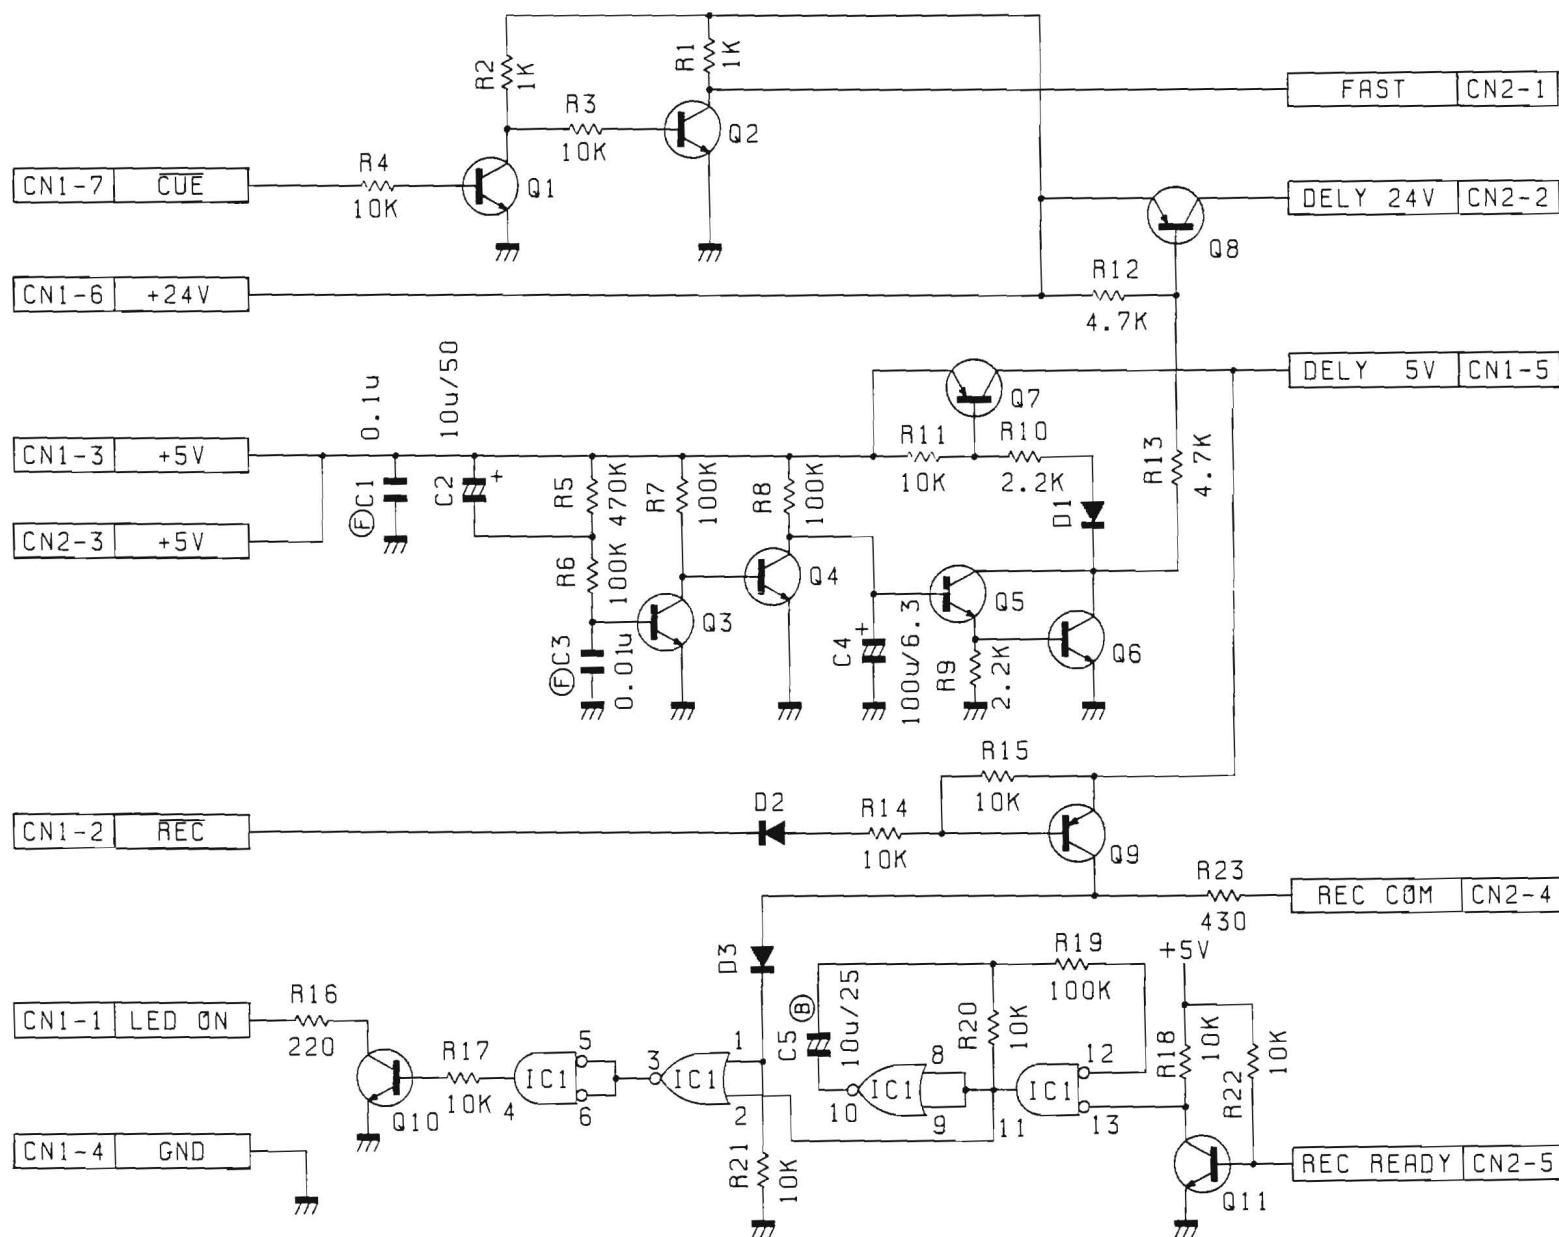 R2
1K
R1
1K
FAST CN2-1
R3
10K
Q2
R4
10K
CN1-7 CUE
Q1
DELY 24V CN2-2
Q8
CN1-6 +24V
R12
4.7K
0.1u
10u/50
DELY 5V CN1-5
Q7
CN1-3 +5V
R11
10K
R10
2.2K
R13
4.7K
F C1
C2
+
R5
470K
R7
100K
R8
100K
D1
CN2-3 +5V
R6
100K
Q3
Q4
Q5
Q6
F C3
0.01u
C4
+
100u/6.3
R9
2.2K
R15
10K
CN1-2 REC
D2
R14
10K
Q9
R23
430
REC COM CN2-4
D3
C5
B
10u/25
R19
100K
+5V
CN1-1 LED ON
R16
220
R20
10K
R18
10K
R22
10K
R17
10K
Q10
IC1
4
5
6
IC1
3
1
2
IC1
10
8
9
IC1
11
12
13
CN1-4 GND
R21
10K
Q11
REC READY CN2-5